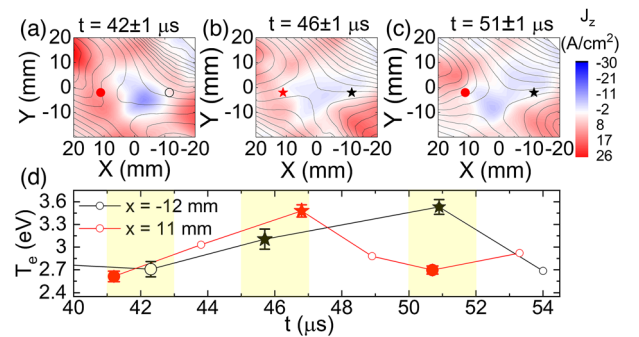 (a) t = 42±1 μs (b) t = 46±1 μs (c) t = 51±1 μs J_z
(A/cm²)
Y (mm) 20 10 0 -10
Y (mm) 20 10 0 -10
Y (mm) 20 10 0 -10
-30
-21
-11
-2
8
17
26
20 10 0 -10 -20 20 10 0 -10 -20 20 10 0 -10 -20
X (mm) X (mm) X (mm)
(d)
T_e (eV)
3.6
3.3
3
2.7
2.4
x = -12 mm
x = 11 mm
40 42 44 46 48 50 52 54
t (μs)